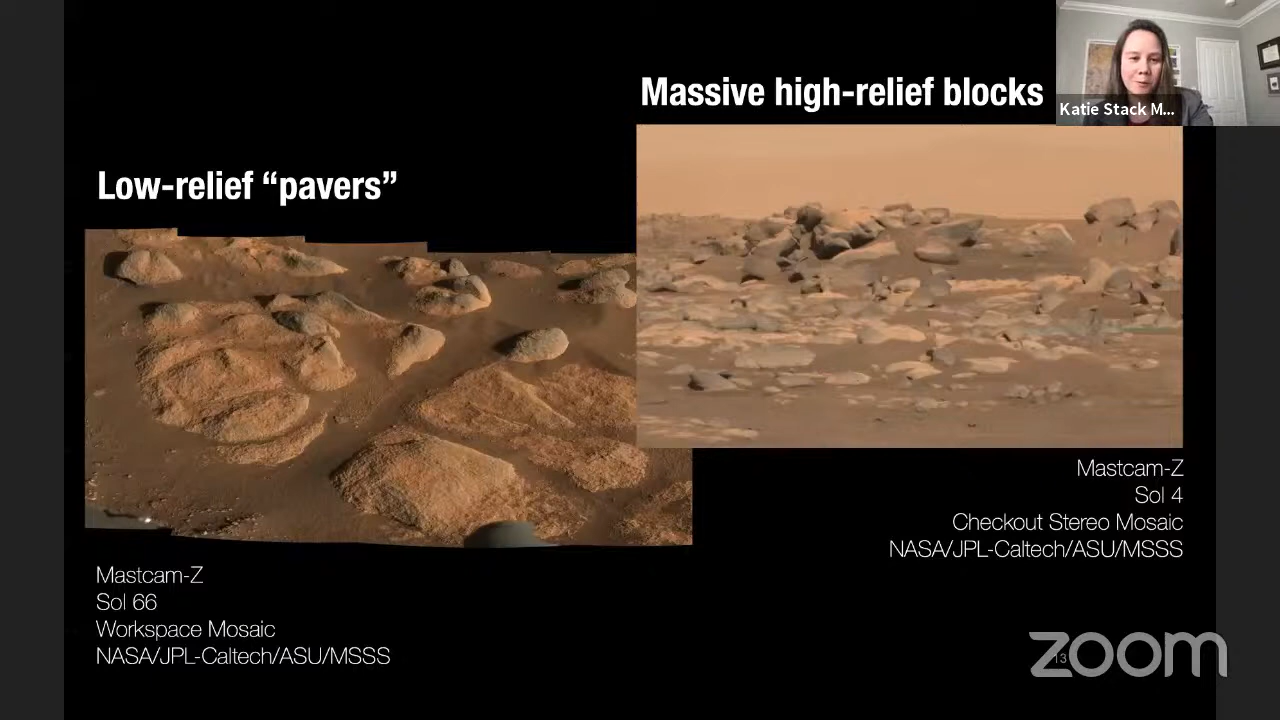 Massive high-relief blocks
Katie Stack M...
Low-relief “pavers”
Mastcam-Z
Sol 4
Checkout Stereo Mosaic
NASA/JPL-Caltech/ASU/MSSS
Mastcam-Z
Sol 66
Workspace Mosaic
NASA/JPL-Caltech/ASU/MSSS
zoom
13